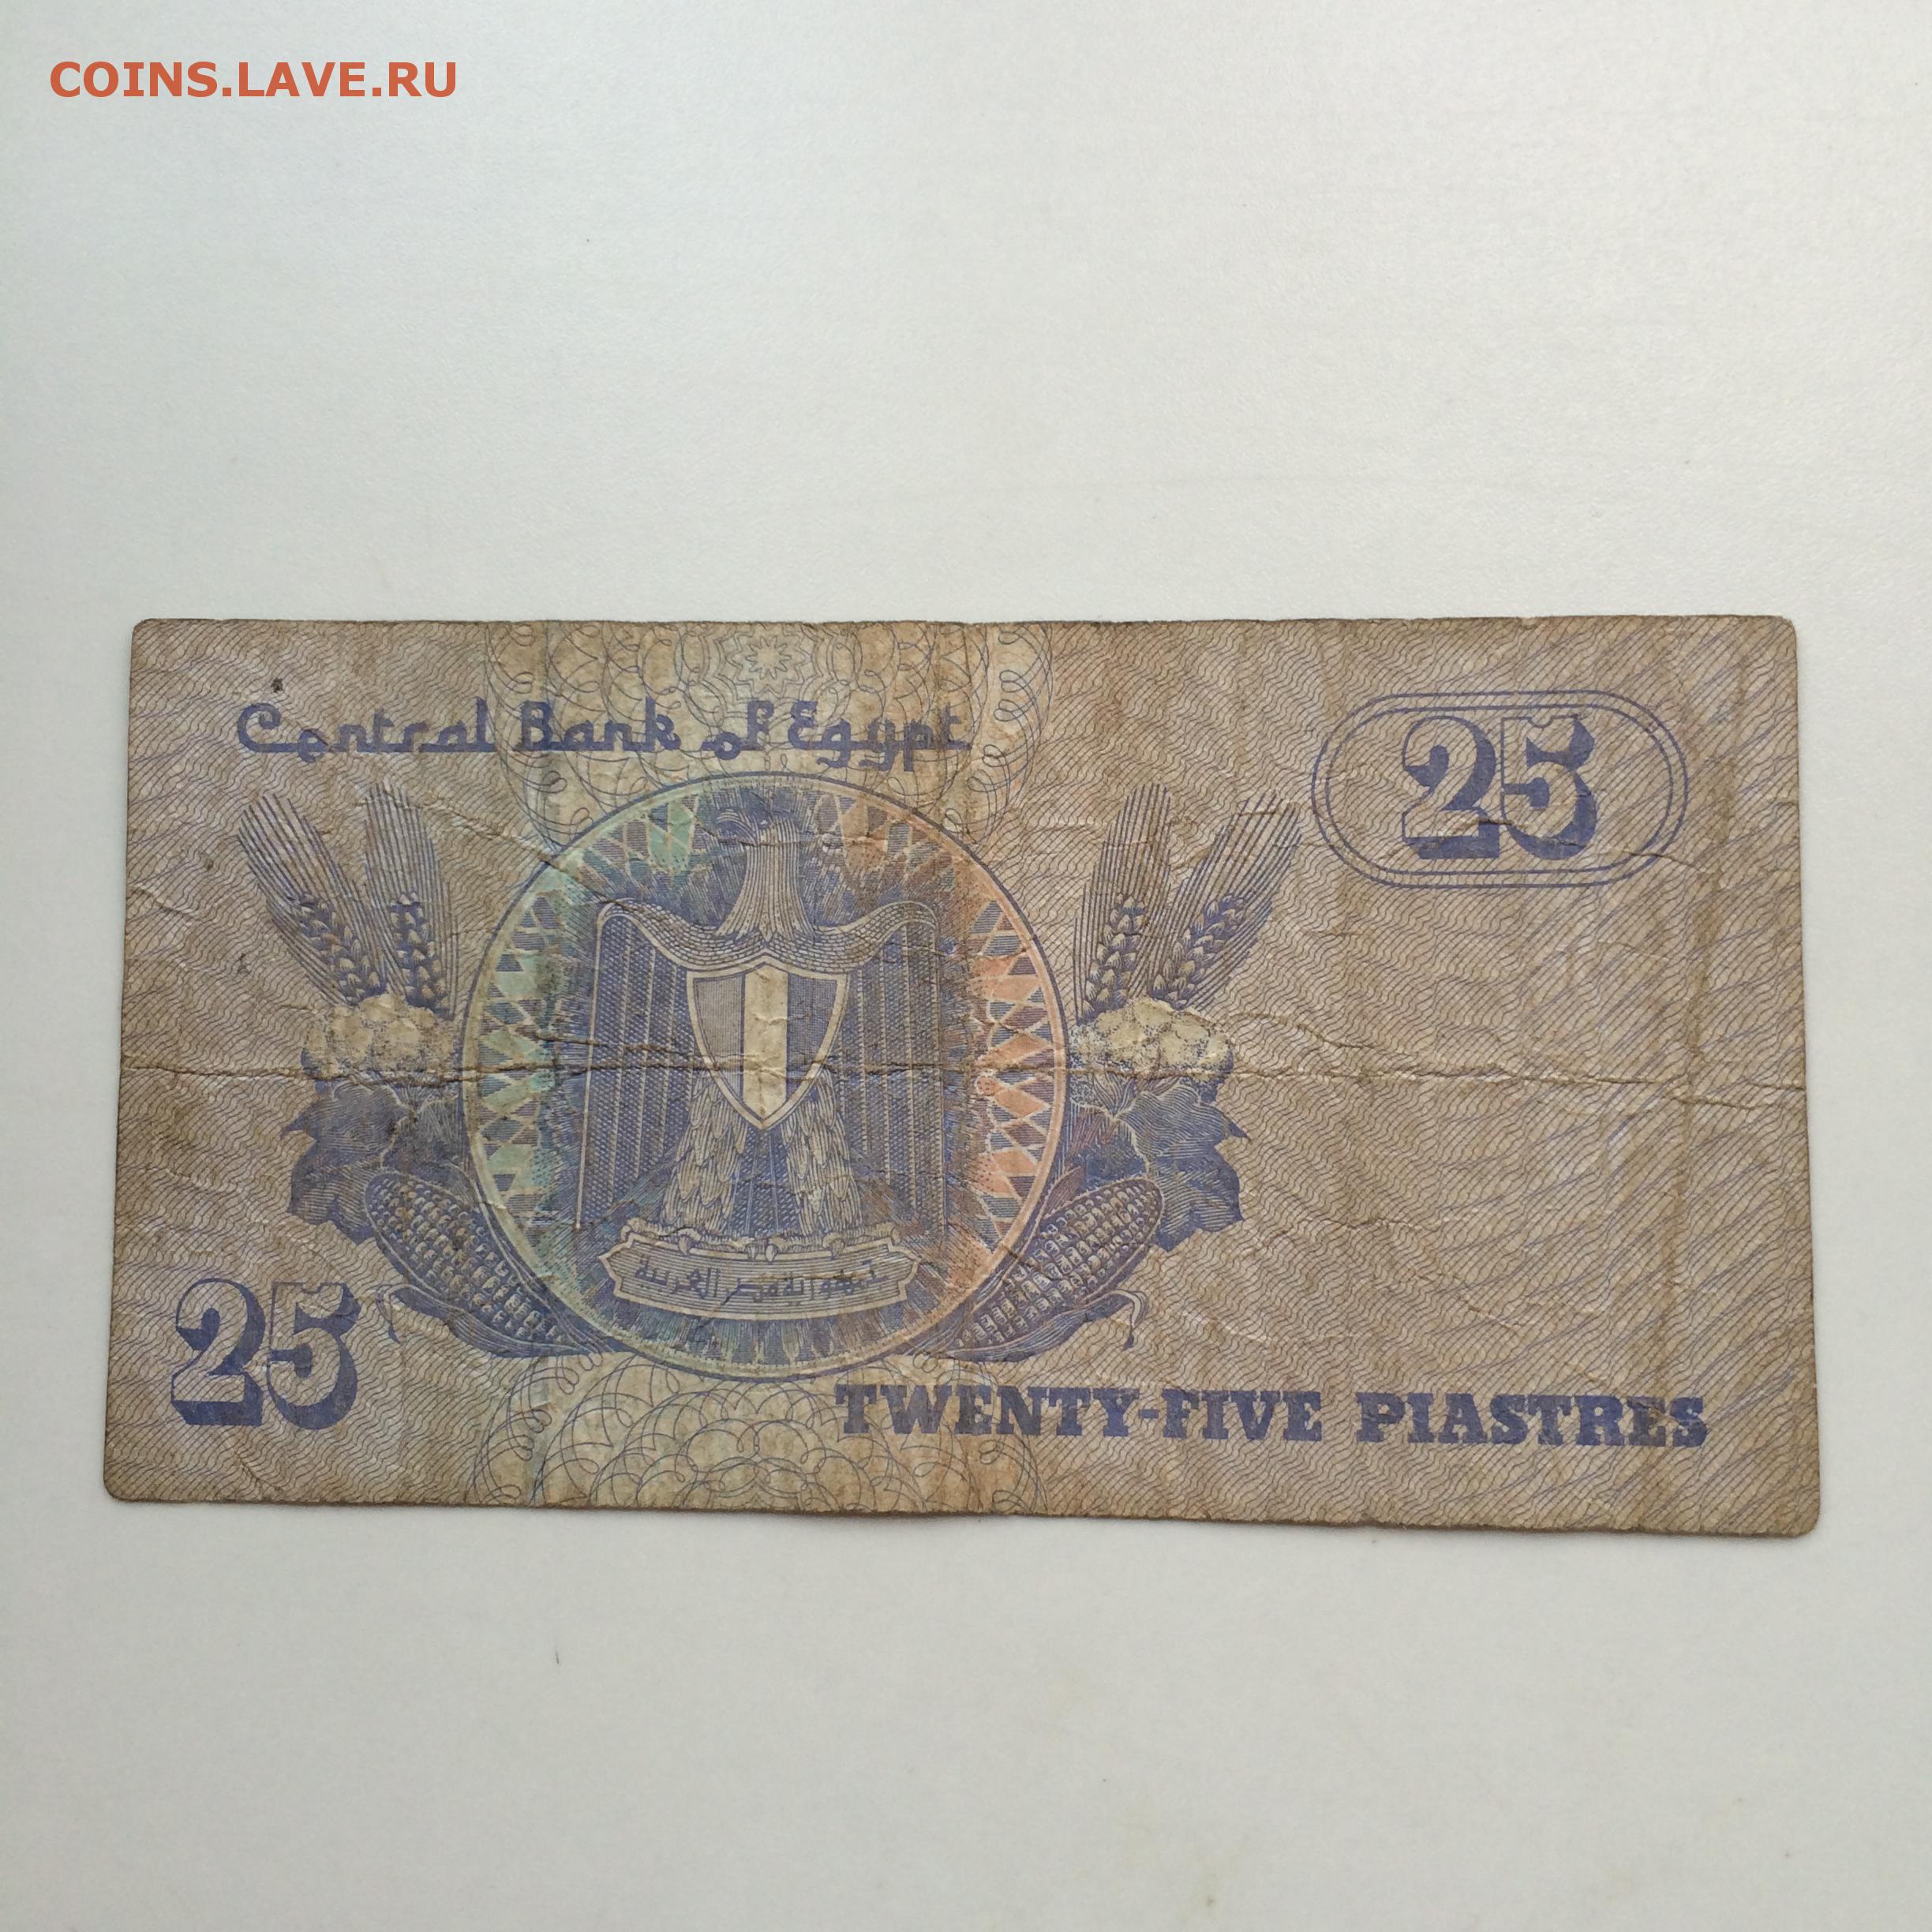 COINS.LAVE.RU
Central Bank of Egypt
25
جمهورية مصر العربية
25
TWENTY-FIVE PIASTRES